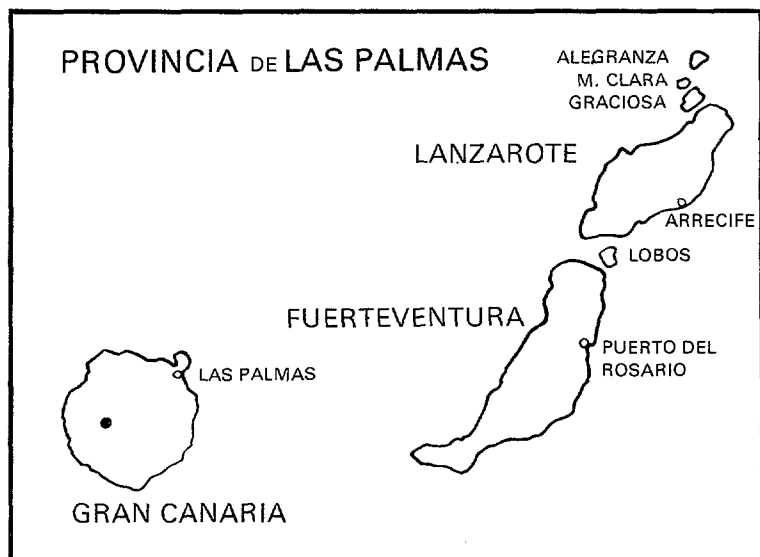 PROVINCIA DE LAS PALMAS
ALEGRANZA
M. CLARA
GRACIOSA
LANZAROTE
ARRECIFE
LOBOS
FUERTEVENTURA
PUERTO DEL
ROSARIO
LAS PALMAS
GRAN CANARIA